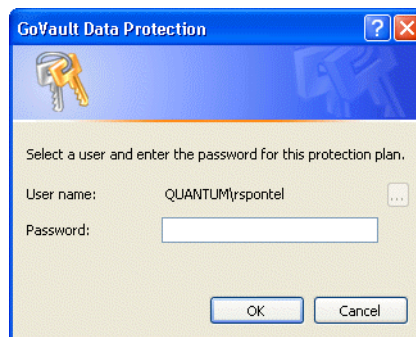 GoVault Data Protection
Select a user and enter the password for this protection plan.
User name: QUANTUM\rspontel ...
Password:
OK Cancel